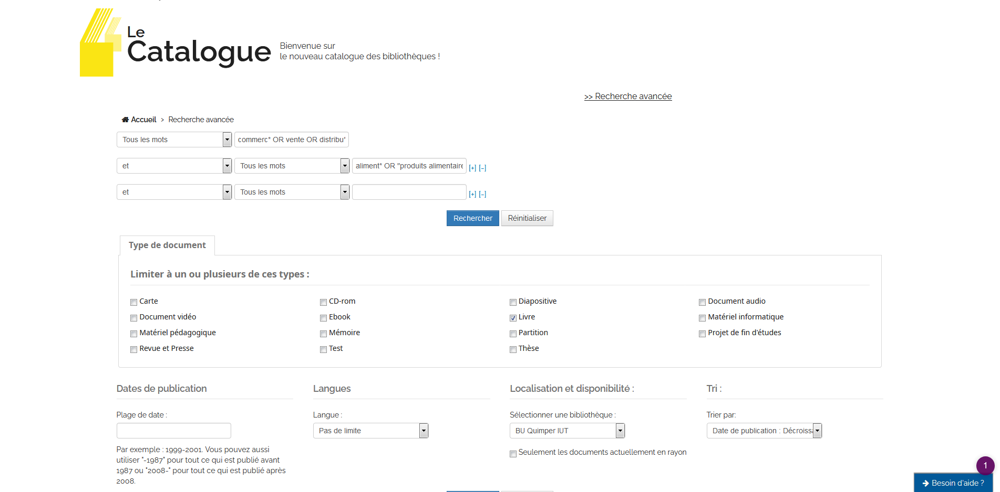 Le
Catalogue
Bienvenue sur
le nouveau catalogue des bibliothèques !
>> Recherche avancée
Accueil > Recherche avancée
Tous les mots commerc* OR vente OR distribu*
et Tous les mots aliment* OR "produits alimentaire [+] [-]
et Tous les mots [+] [-]
Rechercher Réinitialiser
Type de document
Limiter à un ou plusieurs de ces types :
Carte CD-rom Diapositive Document audio
Document vidéo Ebook Livre Matériel informatique
Matériel pédagogique Mémoire Partition Projet de fin d'études
Revue et Presse Test Thèse
Dates de publication Langues Localisation et disponibilité : Tri :
Plage de date : Langue : Sélectionner une bibliothèque : Trier par:
Pas de limite BU Quimper IUT Date de publication : Décroiss
Par exemple : 1999-2001. Vous pouvez aussi
utiliser "-1987" pour tout ce qui est publié avant
1987 ou "2008-" pour tout ce qui est publié après
2008.
Seulement les documents actuellement en rayon
1
Besoin d'aide ?